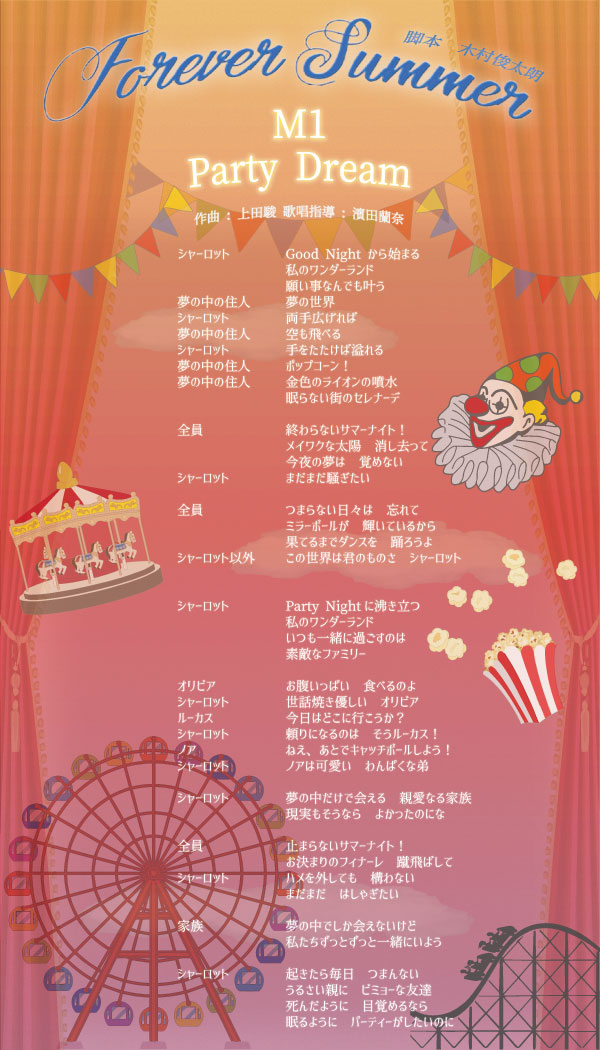 Forever Summer
脚本　木村俊太朗
M1
Party Dream
作曲：上田駿 歌唱指導：濱田蘭奈
シャーロット　Good Night から始まる
私のワンダーランド
願い事なんでも叶う
夢の中の住人　夢の世界
シャーロット　両手広げれば
夢の中の住人　空も飛べる
シャーロット　手をたたけば溢れる
夢の中の住人　ポップコーン！
夢の中の住人　金色のライオンの噴水
眠らない街のセレナーデ
全員　終わらないサマーナイト！
メイワクな太陽　消し去って
今夜の夢は　覚めない
シャーロット　まだまだ騒ぎたい
全員　つまらない日々は　忘れて
ミラーボールが　輝いているから
果てるまでダンスを　踊ろうよ
シャーロット以外　この世界は君のものさ　シャーロット
シャーロット　Party Nightに沸き立つ
私のワンダーランド
いつも一緒に過ごすのは
素敵なファミリー
オリビア　お腹いっぱい　食べるのよ
シャーロット　世話焼き優しい　オリビア
ルーカス　今日はどこに行こうか？
シャーロット　頼りになるのは　そうルーカス！
ノア　ねえ、あとでキャッチボールしよう！
シャーロット　ノアは可愛い　わんぱくな弟
シャーロット　夢の中だけで会える　親愛なる家族
現実もそうなら　よかったのにな
全員　止まらないサマーナイト！
お決まりのフィナーレ　蹴飛ばして
シャーロット　ハメを外しても　構わない
まだまだ　はしゃぎたい
家族　夢の中でしか会えないけど
私たちずっとずっと一緒にいよう
シャーロット　起きたら毎日　つまんない
うるさい親に　ビミョーな友達
死んだように　目覚めるなら
眠るように　パーティーがしたいのに